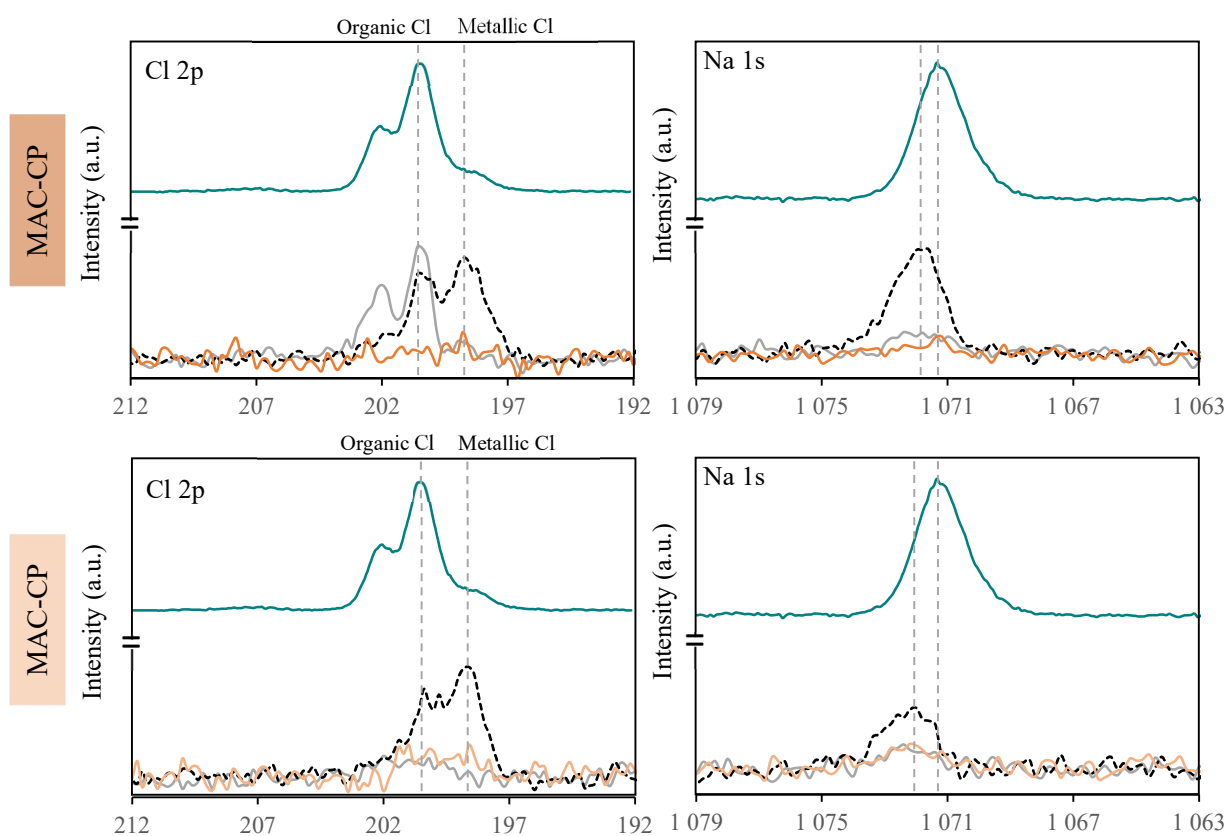 Organic Cl Metallic Cl
MAC-CP
Intensity (a.u.)
Cl 2p
212 207 202 197 192
Intensity (a.u.)
Na 1s
1 079 1 075 1 071 1 067 1 063
Organic Cl Metallic Cl
MAC-CP
Intensity (a.u.)
Cl 2p
212 207 202 197 192
Intensity (a.u.)
Na 1s
1 079 1 075 1 071 1 067 1 063